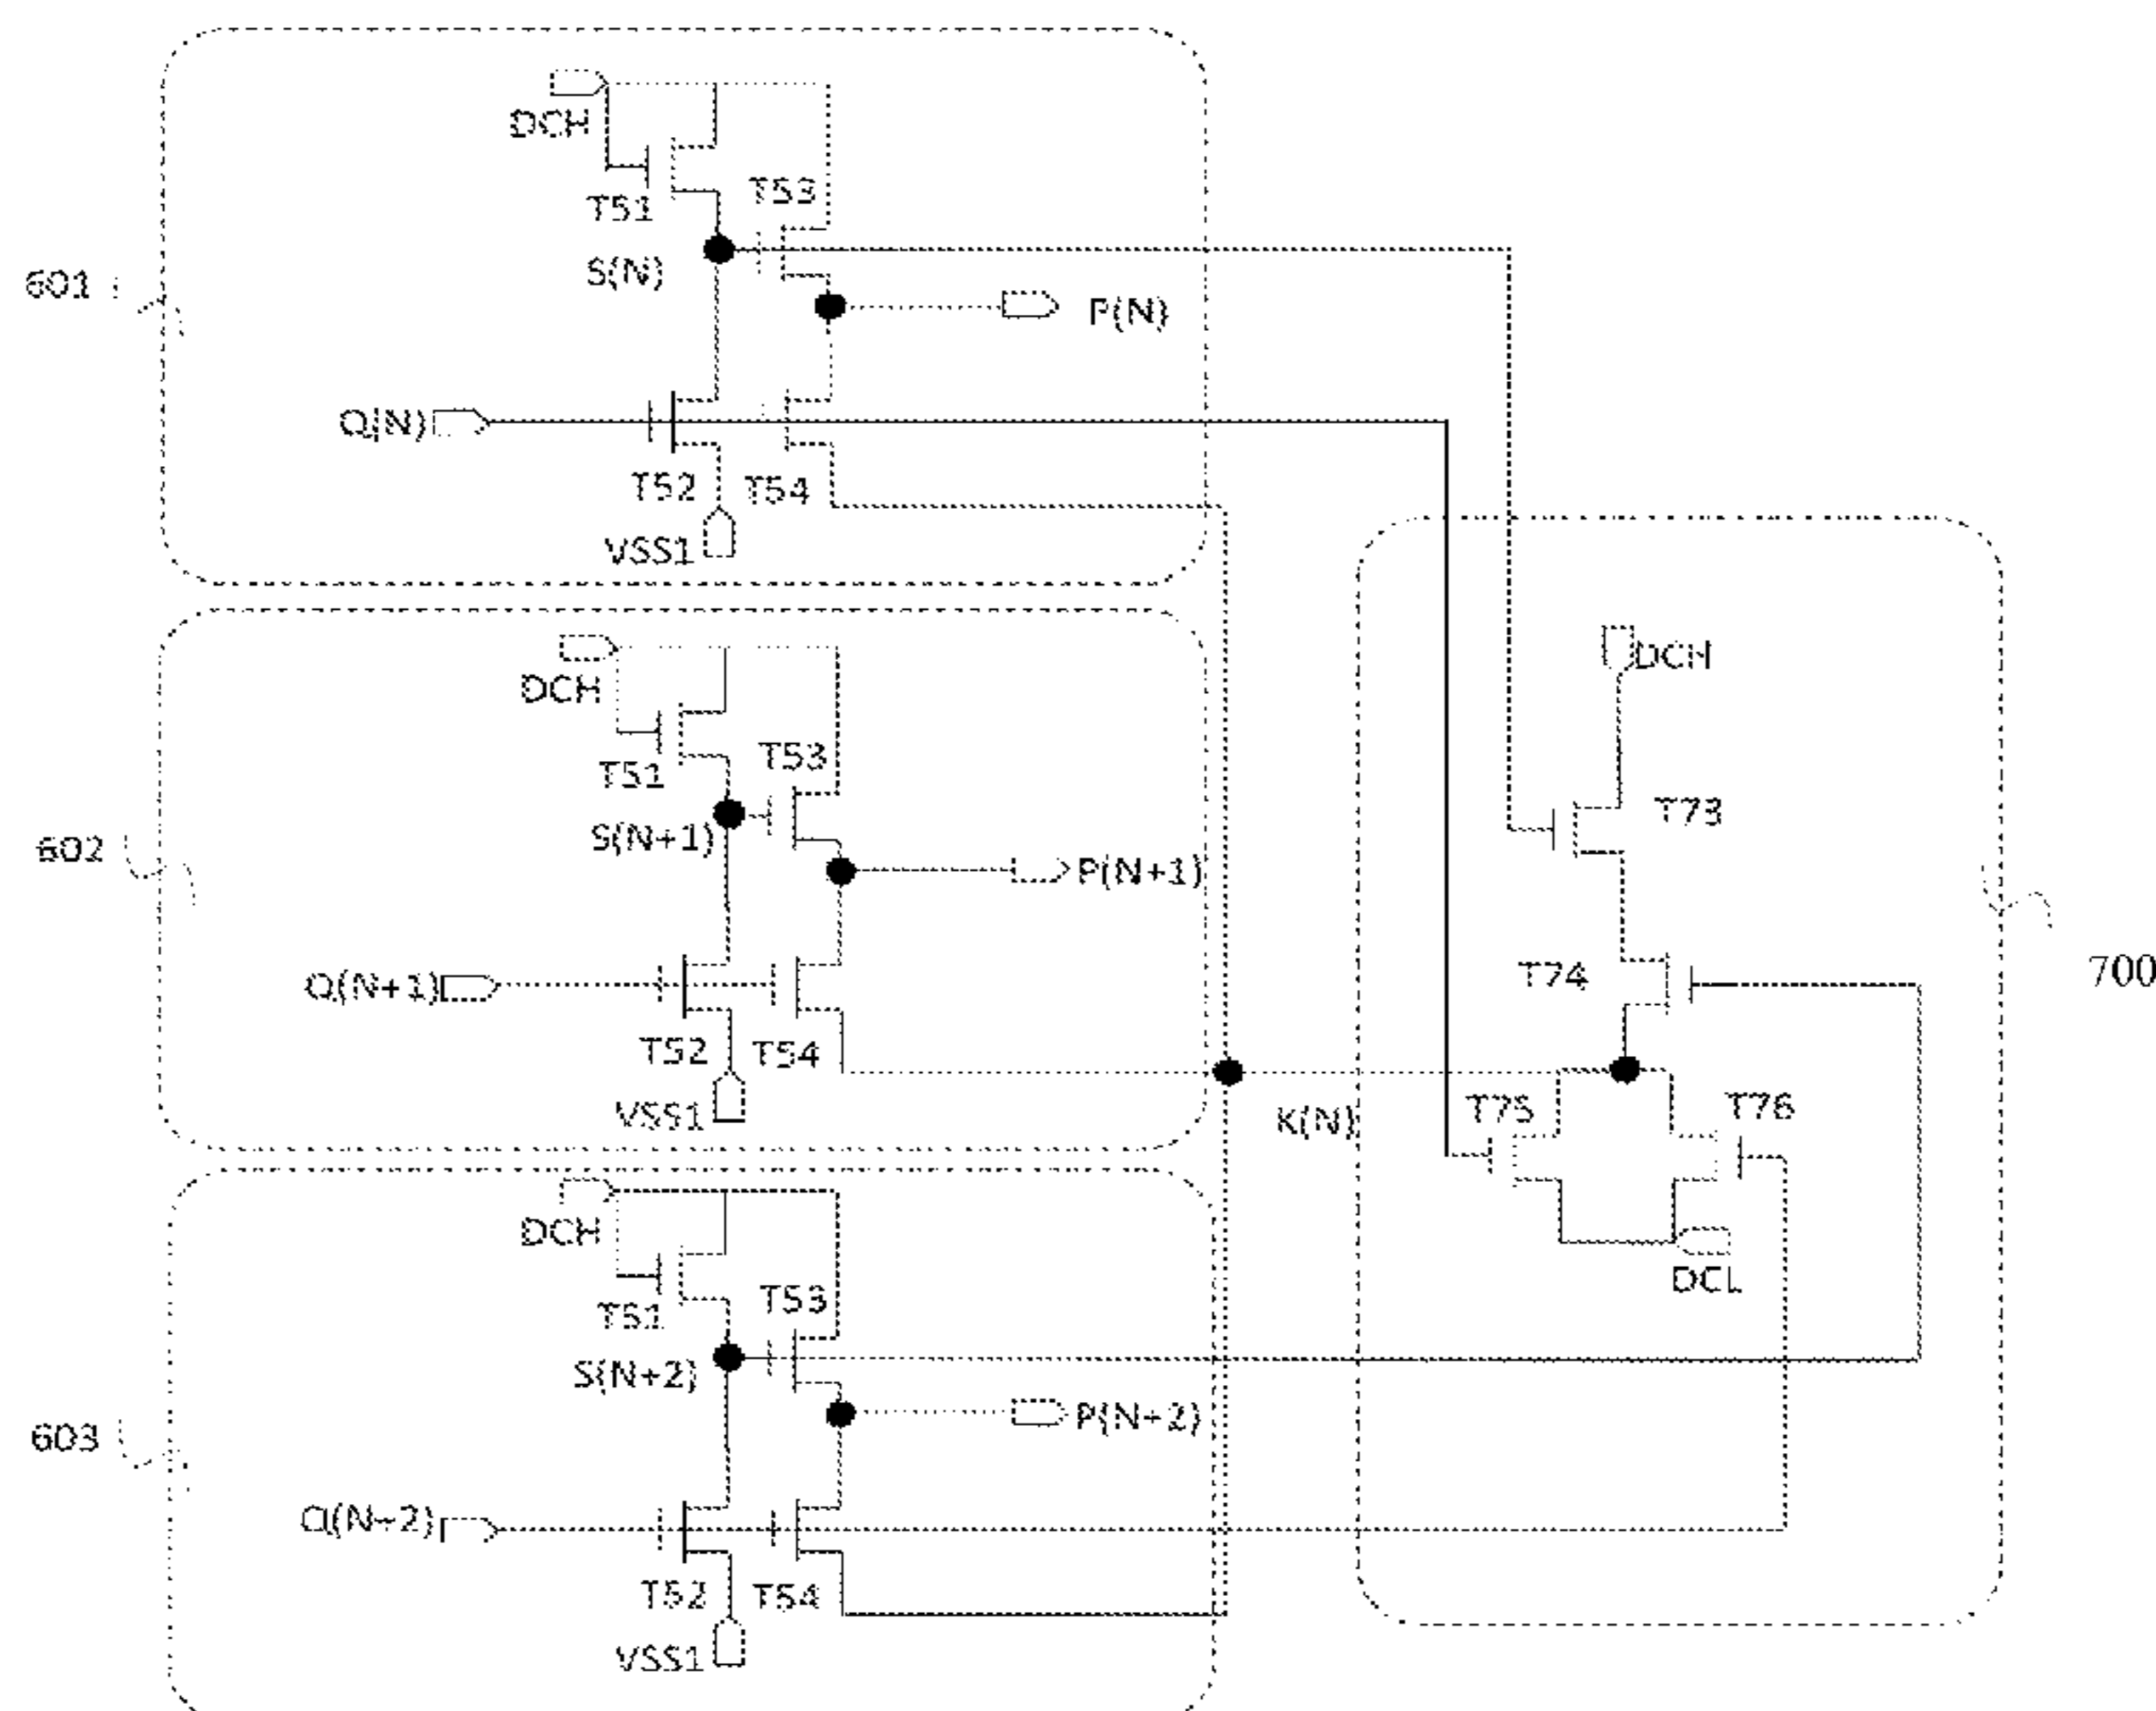 DCH
T51
T53
S(N)
601
P(N)
Q(N)
T52
T54
VSS1
DCH
T51
T53
S(N+1)
602
P(N+1)
Q(N+1)
T52
T54
VSS1
DCH
T51
T53
S(N+2)
603
P(N+2)
Q(N+2)
T52
T54
VSS1
K(N)
DCH
T73
T74
700
T75
T76
DCL